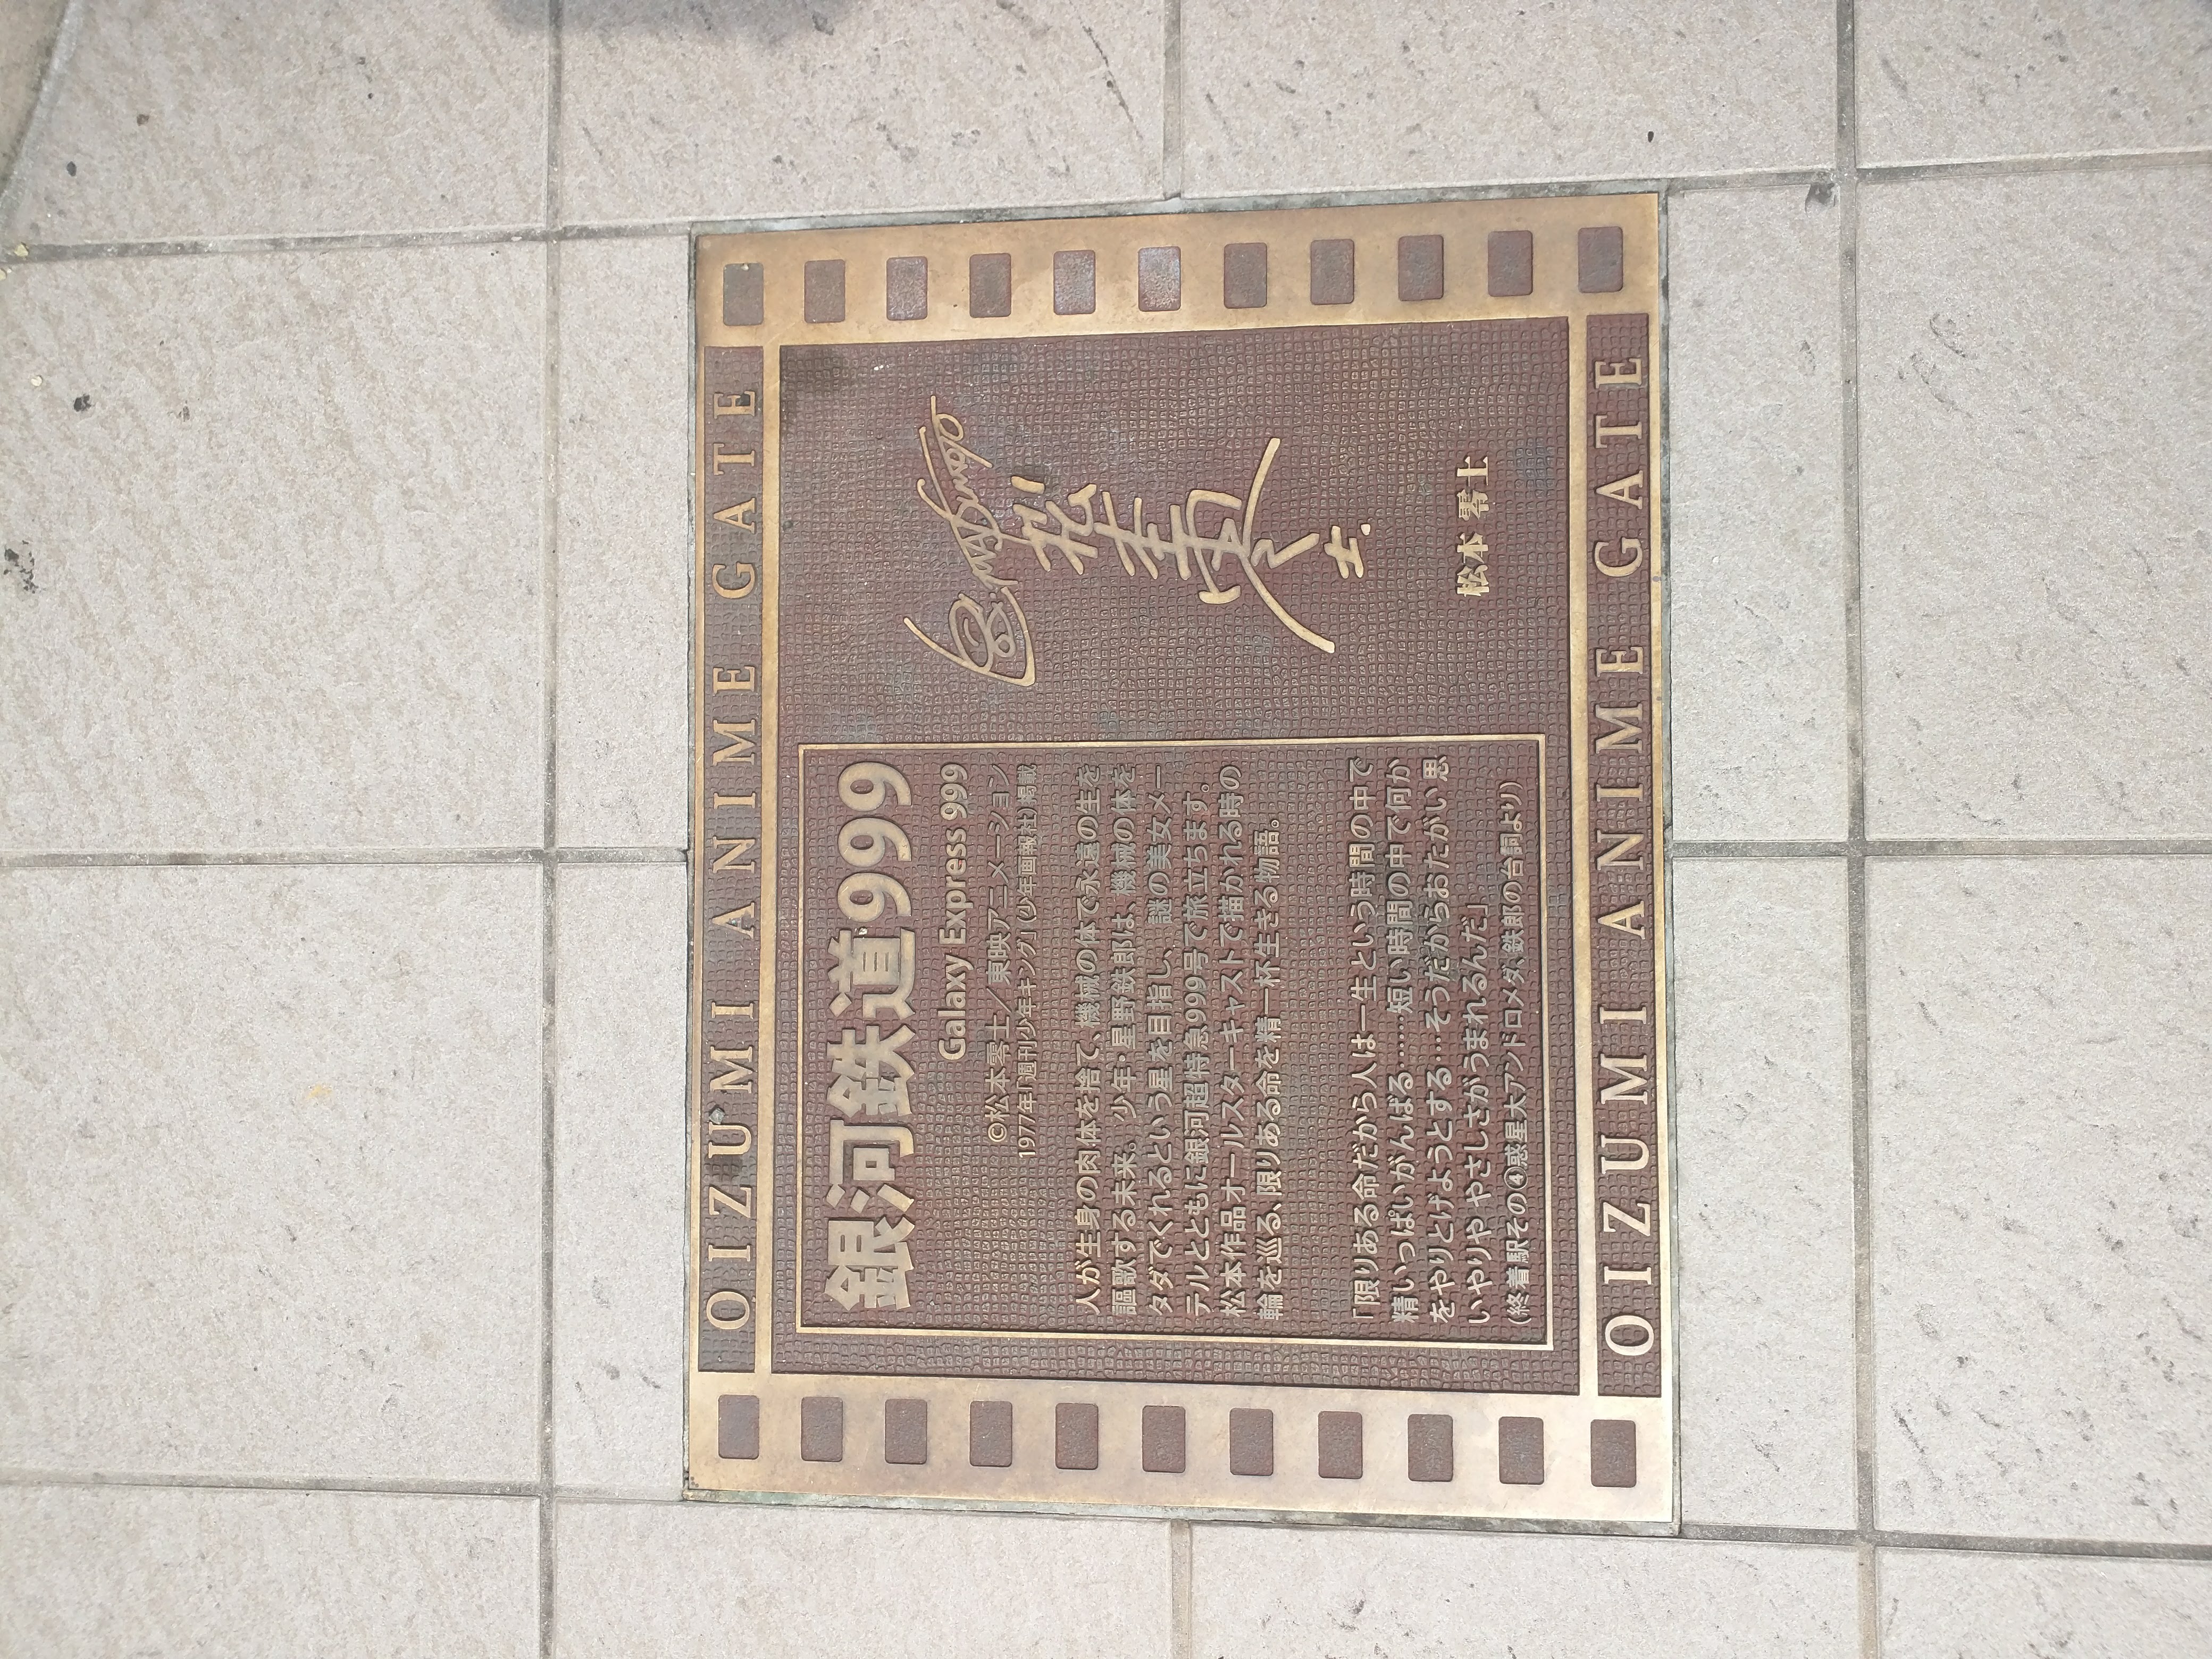 OIZUMI ANIME GATE
銀河鉄道999
Galaxy Express 999
©松本零士／東映アニメーション
1977年「週刊少年キング」(少年画報社)掲載
人が生身の肉体を捨て、機械の体で永遠の生を
謳歌する未来。少年・星野鉄郎は、機械の体を
タダでくれるという星を目指し、謎の美女メー
テルとともに銀河超特急999号で旅立ちます。
松本作品オールスターキャストで描かれる時の
輪を巡る、限りある命を精一杯生きる物語。
「限りある命だから人は一生という時間の中で
精いっぱいがんばる……短い時間の中で何か
をやりとげようとする……そうだからおたがい思
いやりや やさしさがうまれるんだ」
(終着駅その④惑星大アンドロメダ、鉄郎の台詞より)
松本零士
松本 零士
OIZUMI ANIME GATE